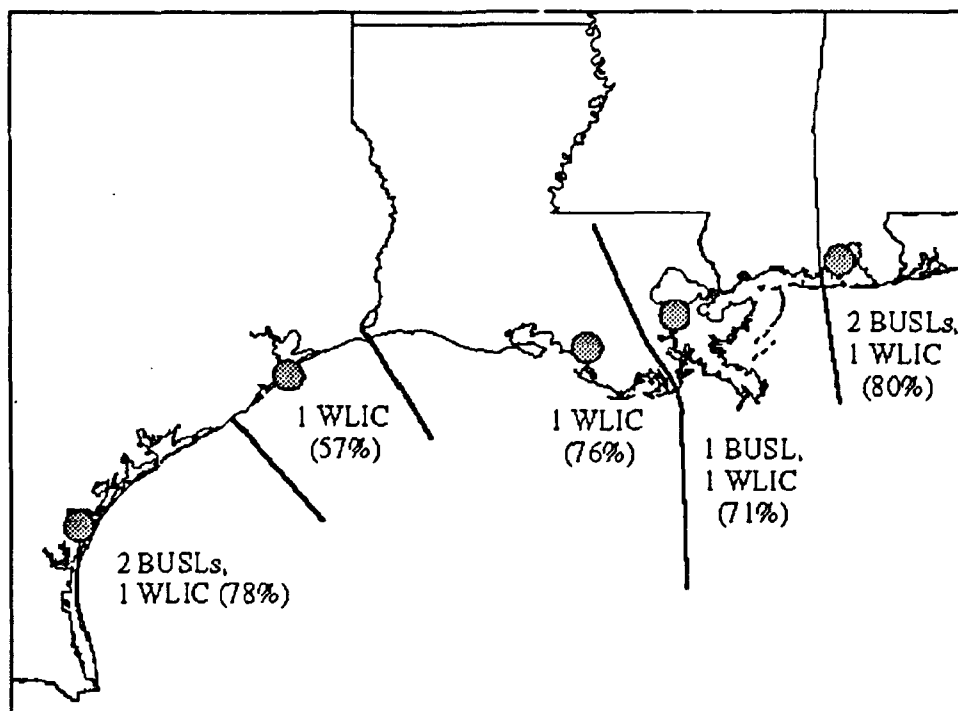 2 BUSLs,
1 WLIC (78%)
1 WLIC
(57%)
1 WLIC
(76%)
1 BUSL,
1 WLIC
(71%)
2 BUSLs,
1 WLIC
(80%)